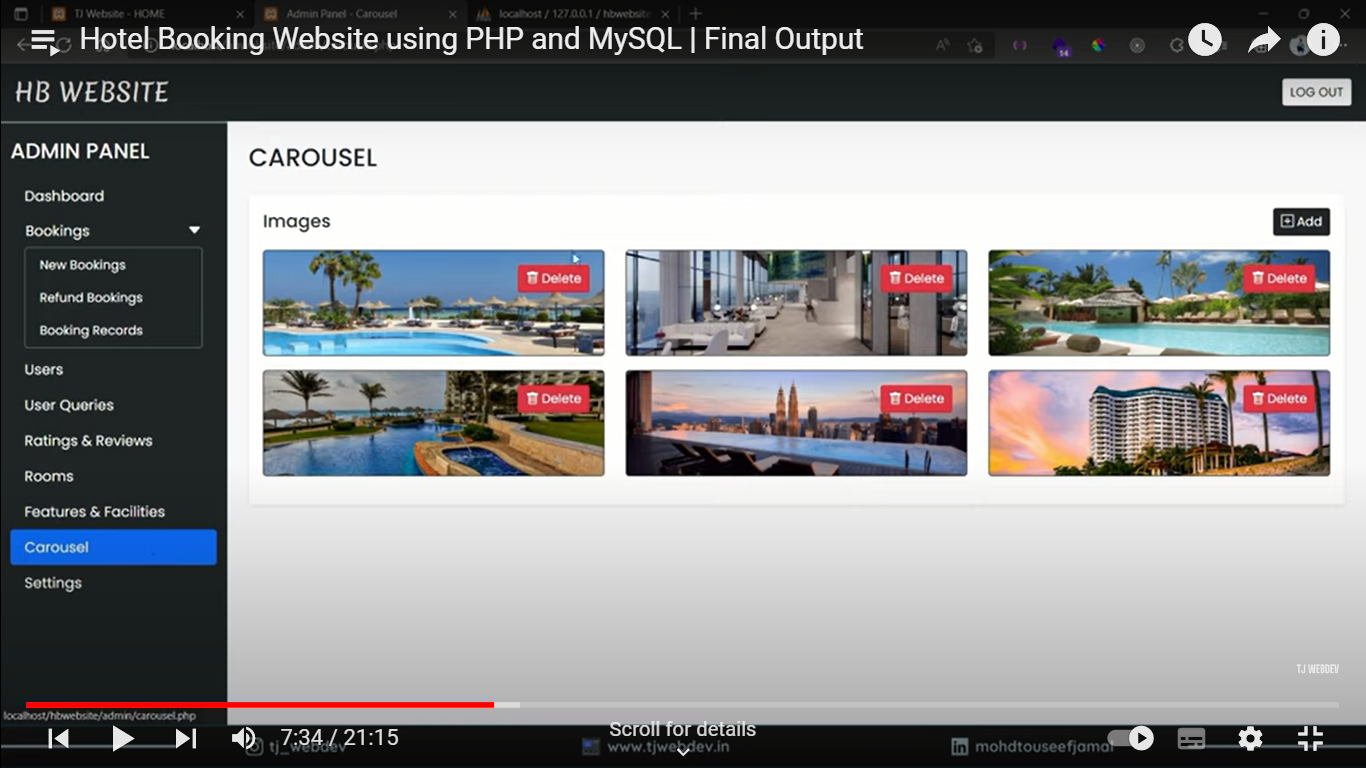 TJ Website - HOME
Admin Panel - Carousel
localhost / 127.0.0.1 / hbwebsite
Hotel Booking Website using PHP and MySQL | Final Output
54
HB WEBSITE
LOG OUT
ADMIN PANEL
Dashboard
Bookings
New Bookings
Refund Bookings
Booking Records
Users
User Queries
Ratings & Reviews
Rooms
Features & Facilities
Carousel
Settings
CAROUSEL
Images
Add
Delete
Delete
Delete
Delete
Delete
Delete
TJ WEBDEV
localhost/hbwebsite/admin/carousel.php
7:34 / 21:15
Scroll for details
tj_webdev
www.tjwebdev.in
mohdtouseefjamal